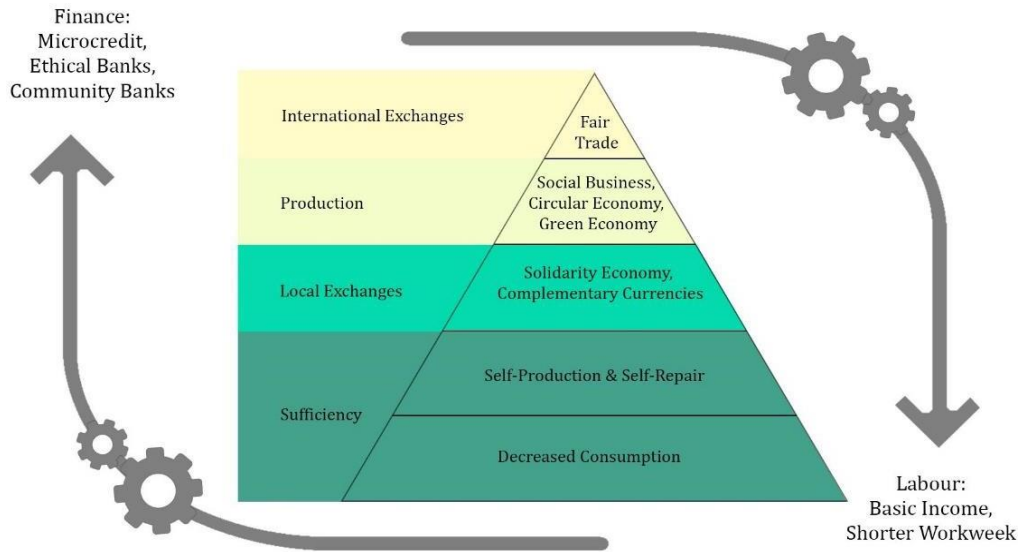 Finance:
Microcredit,
Ethical Banks,
Community Banks
International Exchanges
Fair
Trade
Production
Social Business,
Circular Economy,
Green Economy
Local Exchanges
Solidarity Economy,
Complementary Currencies
Sufficiency
Self-Production & Self-Repair
Decreased Consumption
Labour:
Basic Income,
Shorter Workweek